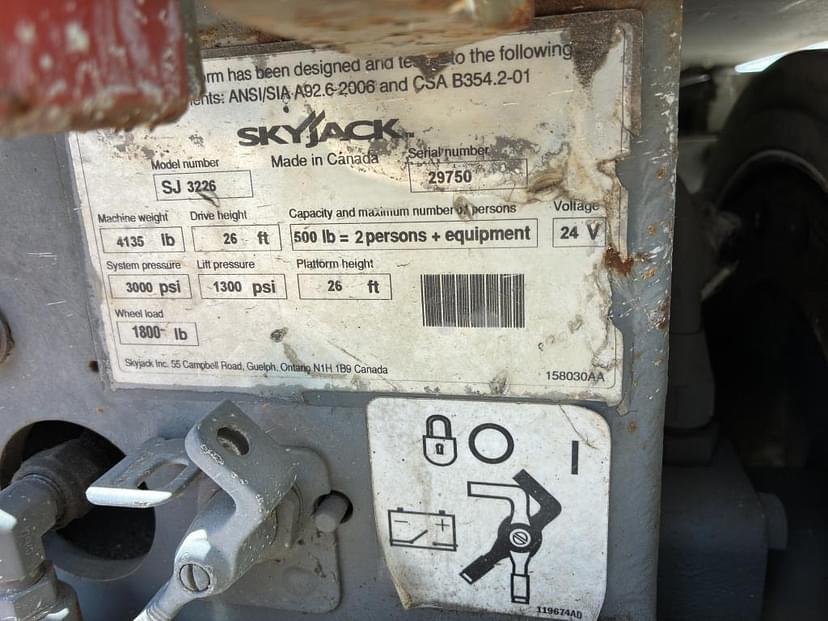 has been designed and to the following
ANSI/SIA A92.6-2006 and CSA B354.2-01
SKYJACK
Made in Canada
Model number Serial number
SJ 3226 29750
Machine weight Drive height Capacity and maximum number of persons Voltage
4135 lb 26 ft 500 lb = 2 persons + equipment 24 V
System pressure Lift pressure Platform height
3000 psi 1300 psi 26 ft
Wheel load
1800 lb
Skyjack Inc. 55 Campbell Road, Guelph, Ontario N1H 1B9 Canada
158030AA
O I
- +
119674AD